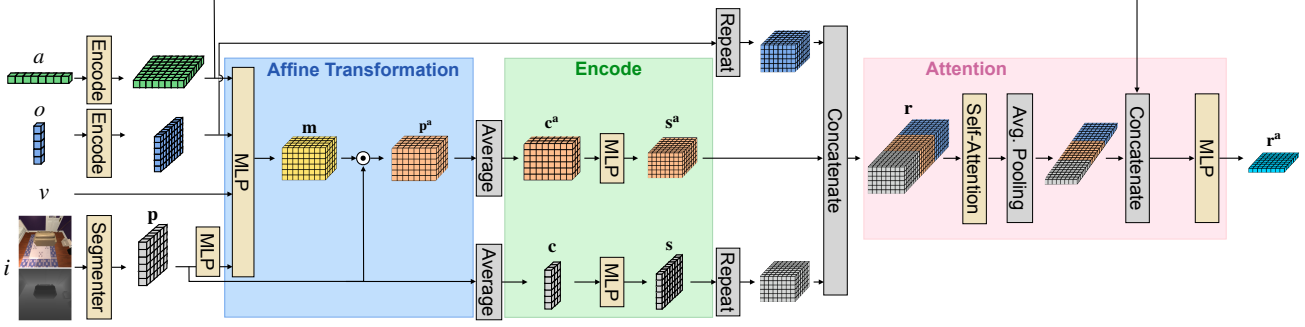 a
Encode
o
Encode
v
i
Segmenter
p
MLP
Affine Transformation
MLP
m
p^a
Average
Average
Encode
c^a
MLP
s^a
c
MLP
s
Repeat
Repeat
Concatenate
Attention
r
Self-Attention
Avg. Pooling
Concatenate
MLP
r^a